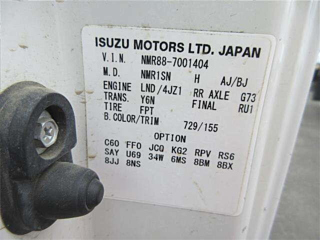 ISUZU MOTORS LTD. JAPAN
V.I.N. NMR88-7001404
M.D. NMR1SN H AJ/BJ
ENGINE LND/4JZ1 RR AXLE G73
TRANS. Y6N FINAL RU1
TIRE FPT
B.COLOR/TRIM 729/155
OPTION
C60 FFO JCQ KG2 RPV RS6
SAY U69 34W 6MS 8BM 8BX
8JJ 8NS